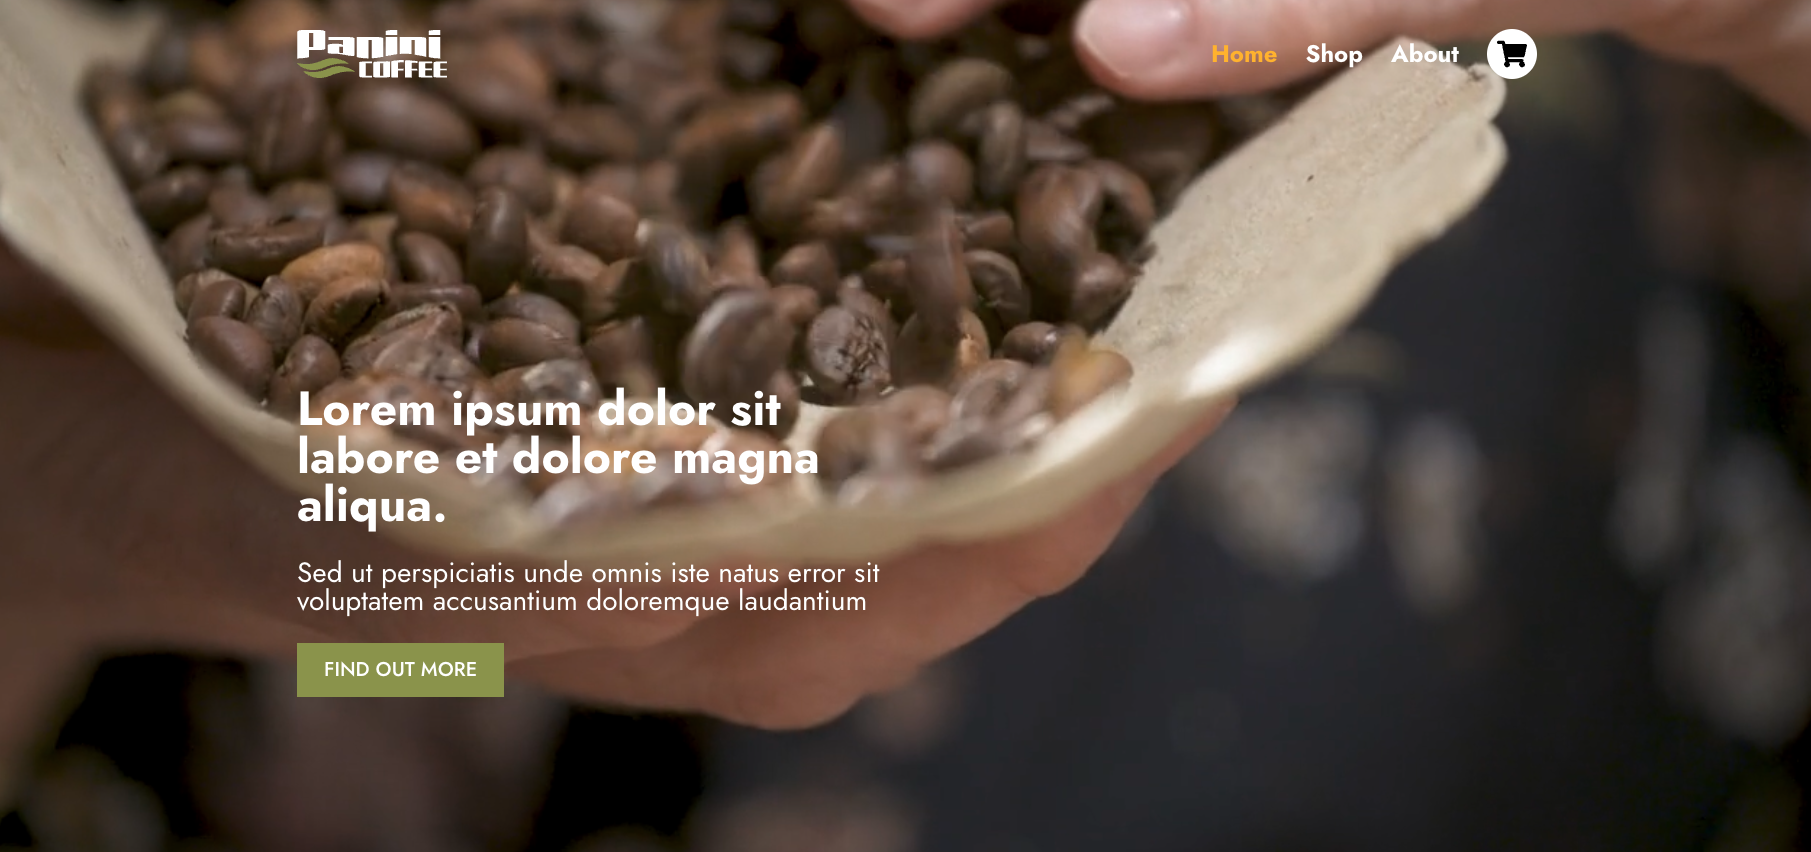 Panini
COFFEE
Home Shop About
Lorem ipsum dolor sit
labore et dolore magna
aliqua.
Sed ut perspiciatis unde omnis iste natus error sit
voluptatem accusantium doloremque laudantium
FIND OUT MORE